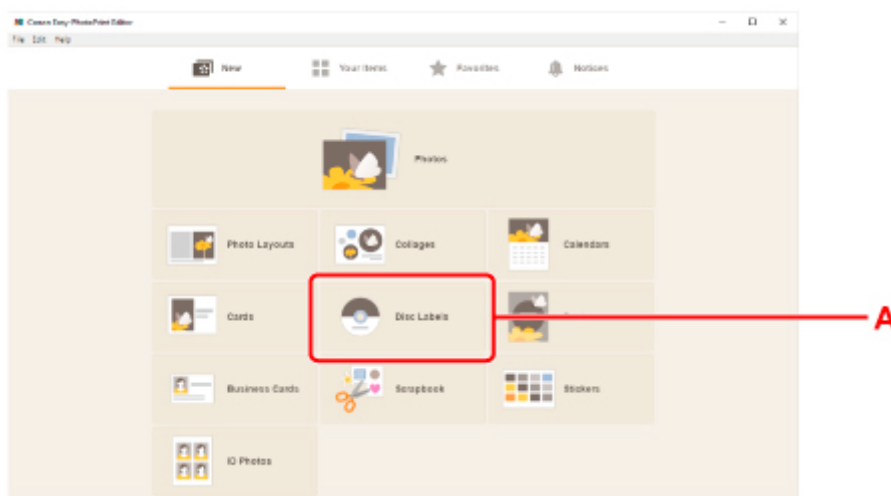 Canon Easy-PhotoPrint Editor
File Edit Help
New Your Items Favorites Notices
Photos
Photo Layouts Collages Calendars
Cards Disc Labels
A
Business Cards Scrapbook Stickers
ID Photos